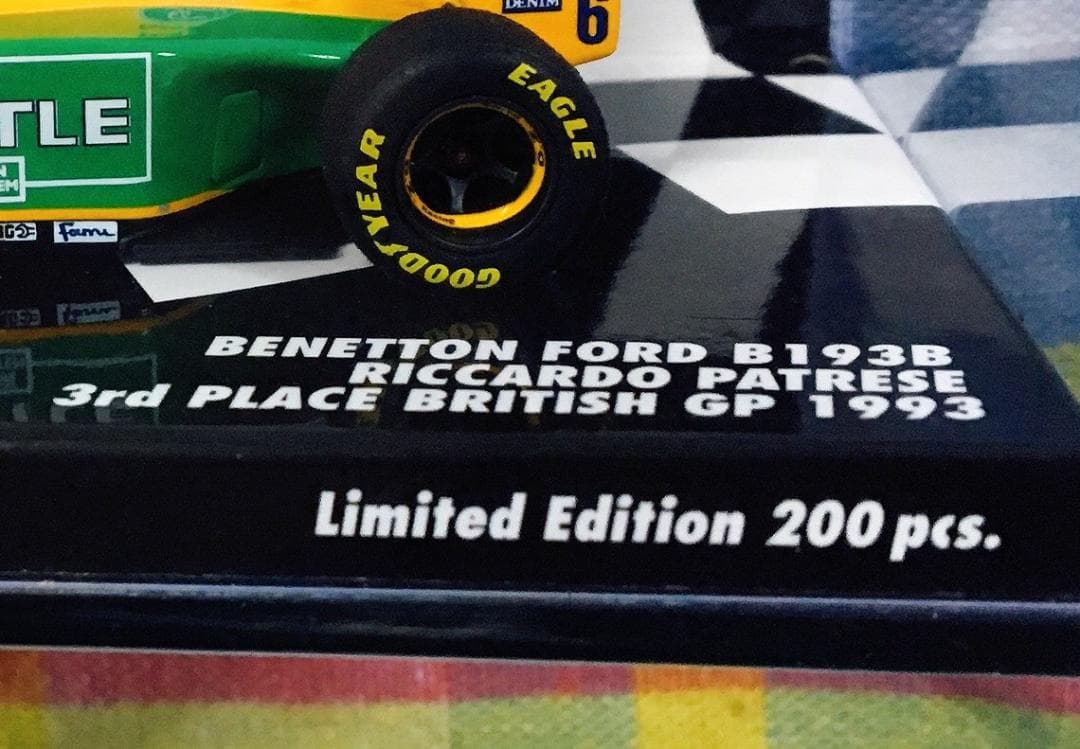 DENIM
6
TLE
EAGLE
GOODYEAR
BENETTON FORD B193B
RICCARDO PATRESE
3rd PLACE BRITISH GP 1993
Limited Edition 200 pcs.